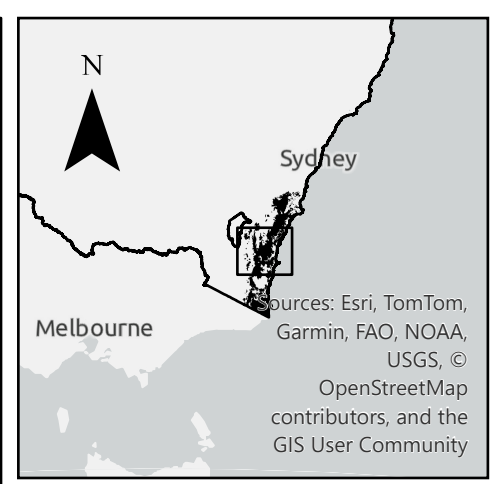 N
Sydney
Melbourne
Sources: Esri, TomTom,
Garmin, FAO, NOAA,
USGS, ©
OpenStreetMap
contributors, and the
GIS User Community